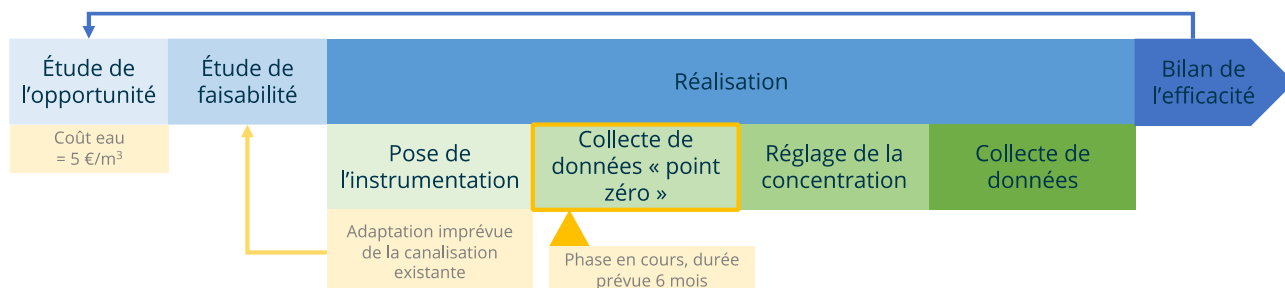 Étude de
l'opportunité
Étude de
faisabilité
Réalisation
Bilan de
l'efficacité
Coût eau
= 5 €/m³
Pose de
l'instrumentation
Collecte de
données « point
zéro »
Réglage de la
concentration
Collecte de
données
Adaptation imprévue
de la canalisation
existante
Phase en cours, durée
prévue 6 mois